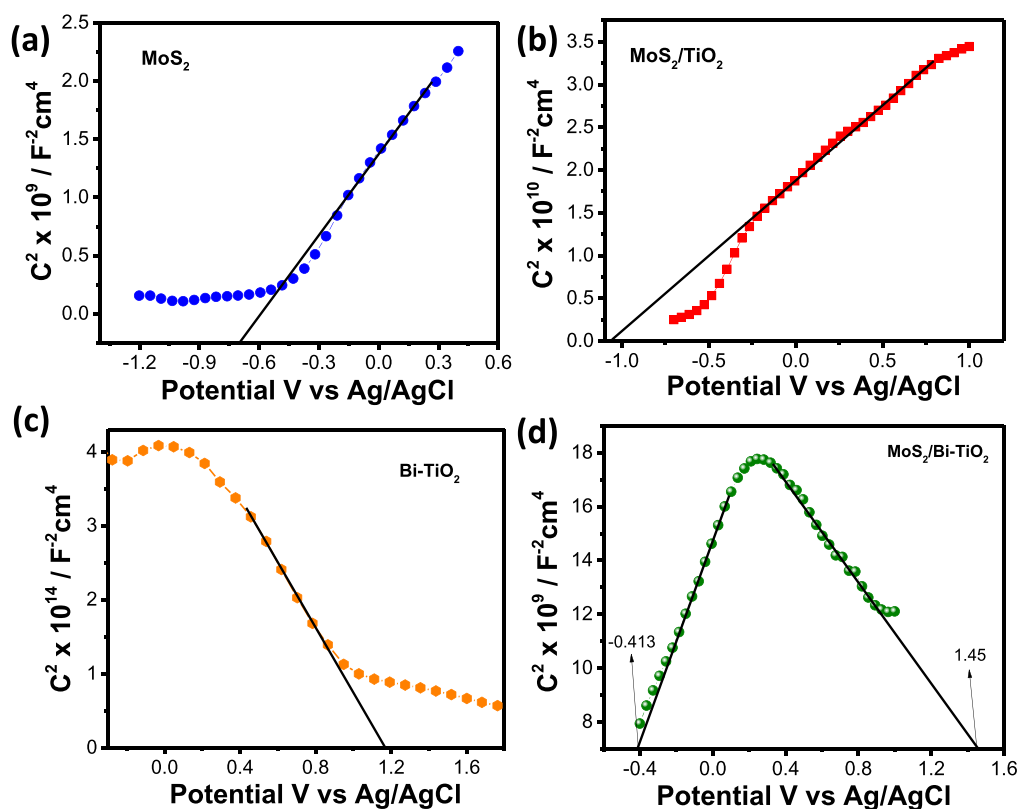 (a)
MoS₂
2.5
2.0
1.5
1.0
0.5
0.0
C² x 10⁹ / F⁻²cm⁴
-1.2 -0.9 -0.6 -0.3 0.0 0.3 0.6
Potential V vs Ag/AgCl
(b)
MoS₂/TiO₂
3.5
3.0
2.5
2.0
1.5
1.0
0.5
0.0
C² x 10¹⁰ / F⁻²cm⁴
-1.0 -0.5 0.0 0.5 1.0
Potential V vs Ag/AgCl
(c)
Bi-TiO₂
4
3
2
1
0
C² x 10¹⁴ / F⁻²cm⁴
0.0 0.4 0.8 1.2 1.6
Potential V vs Ag/AgCl
(d)
MoS₂/Bi-TiO₂
18
16
14
12
10
8
C² x 10⁹ / F⁻²cm⁴
-0.413
1.45
-0.4 0.0 0.4 0.8 1.2 1.6
Potential V vs Ag/AgCl